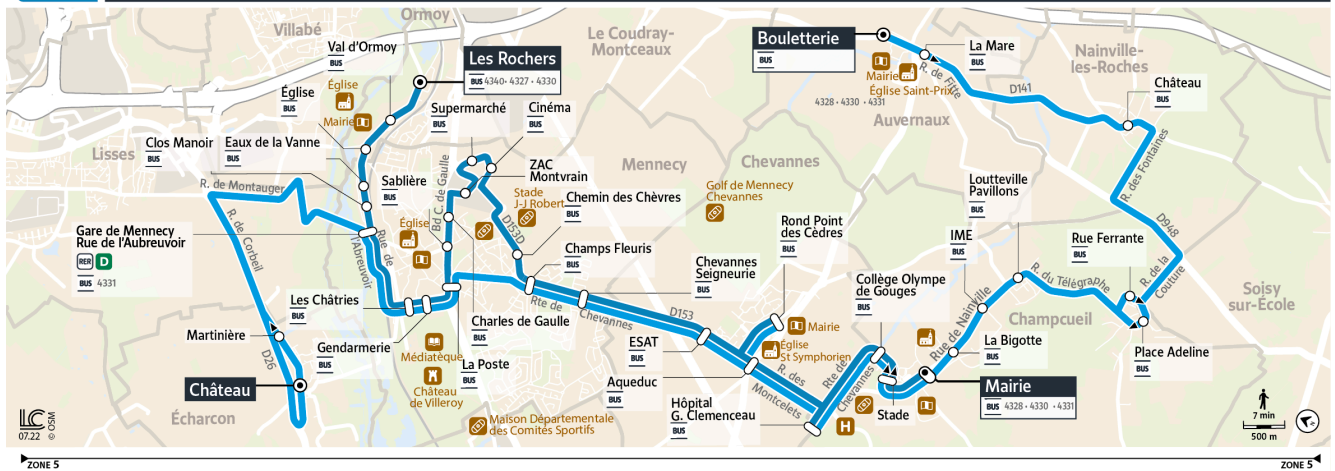 Ormoy
Villabé
Val d'Ormoy
BUS
Les Rochers
BUS 4340 • 4327 • 4330
Le Coudray-
Montceaux
Bouletterie
BUS
La Mare
BUS
Nainville-
les-Roches
Église
BUS
Église
Mairie
Supermarché
BUS
Cinéma
BUS
Mairie
Église Saint-Prix
R. de Fitte
4328 • 4330 • 4331
D141
Château
BUS
Auvernaux
Clos Manoir
BUS
Eaux de la Vanne
BUS
Lisses
R. de Montauger
Sablière
BUS
Bd C. de Gaulle
ZAC
Montvrain
BUS
Mennecy
Chevannes
Golf de Mennecy
Chevannes
Loutteville
Pavillons
BUS
R. des Fontaines
Stade
J-J Robert
Chemin des Chèvres
BUS
D153D
R. de Corbeil
Gare de Mennecy
Rue de l'Aubreuvoir
RER D
BUS 4331
Rue de
l'Abreuvoir
Église
Champs Fleuris
BUS
Rond Point
des Cèdres
BUS
IME
BUS
Rue Ferrante
BUS
D948
Chevannes
Seigneurie
BUS
Collège Olympe
de Gouges
BUS
R. du Télégraphe
R. de la
Couture
Soisy
sur-École
Les Châtries
BUS
Rte de
Chevannes
D153
Martinière
Gendarmerie
BUS
Charles de Gaulle
BUS
ESAT
BUS
Mairie
Église
St Symphorien
Rue de Nainville
Champcueil
La Bigotte
BUS
Place Adeline
BUS
D26
Médiatèque
Château
de Villeroy
La Poste
BUS
Aqueduc
BUS
R. des
Montcelets
Rte de
Chevannes
Château
Mairie
BUS 4328 • 4330 • 4331
Écharcon
Maison Départementale
des Comités Sportifs
Hôpital
G. Clemenceau
BUS
H
Stade
BUS
LC
07.22
© OSM
7 min
500 m
ZONE 5
ZONE 5